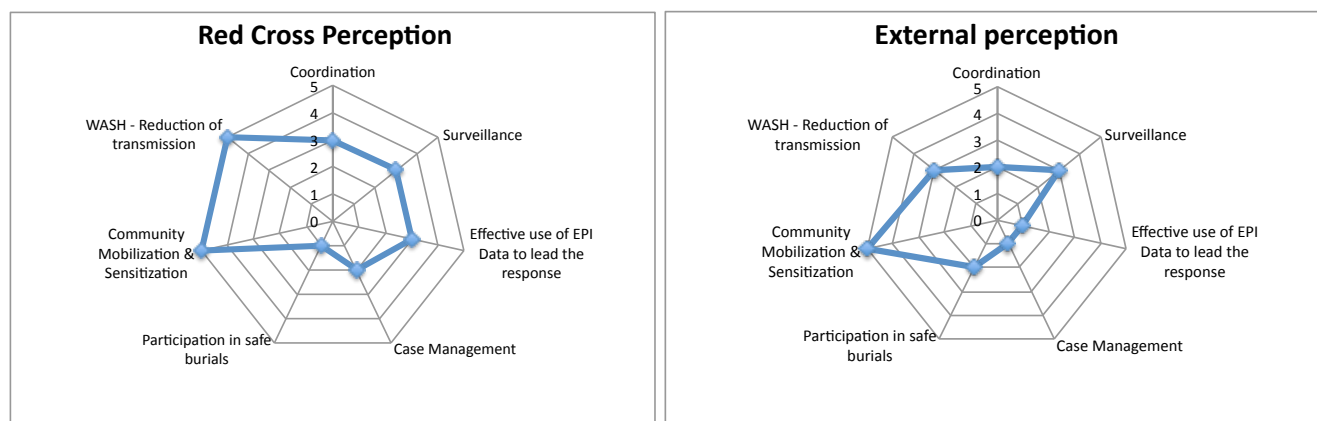 Red Cross Perception
Coordination
5
4
3
2
1
0
Surveillance
Effective use of EPI
Data to lead the
response
Case Management
Participation in safe
burials
Community
Mobilization &
Sensitization
WASH - Reduction of
transmission
External perception
Coordination
5
4
3
2
1
0
Surveillance
Effective use of EPI
Data to lead the
response
Case Management
Participation in safe
burials
Community
Mobilization &
Sensitization
WASH - Reduction of
transmission